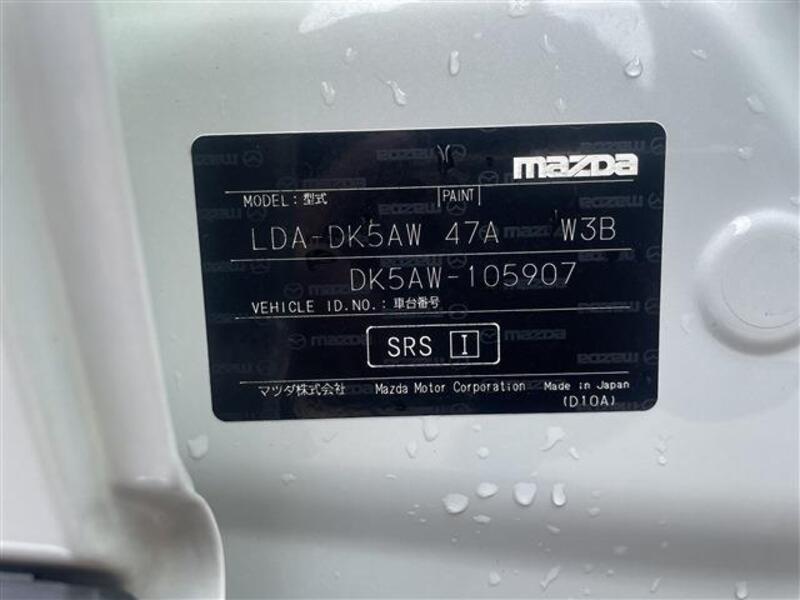 mazda
MODEL: 型式 PAINT
LDA-DK5AW 47A W3B
DK5AW-105907
VEHICLE ID.NO.: 車台番号
SRS I
マツダ株式会社 Mazda Motor Corporation Made in Japan
(D10A)